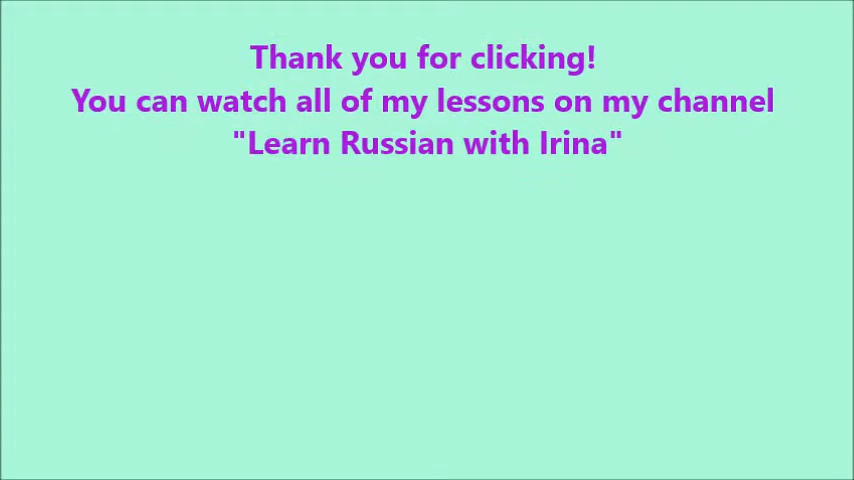 Thank you for clicking!
You can watch all of my lessons on my channel
"Learn Russian with Irina"